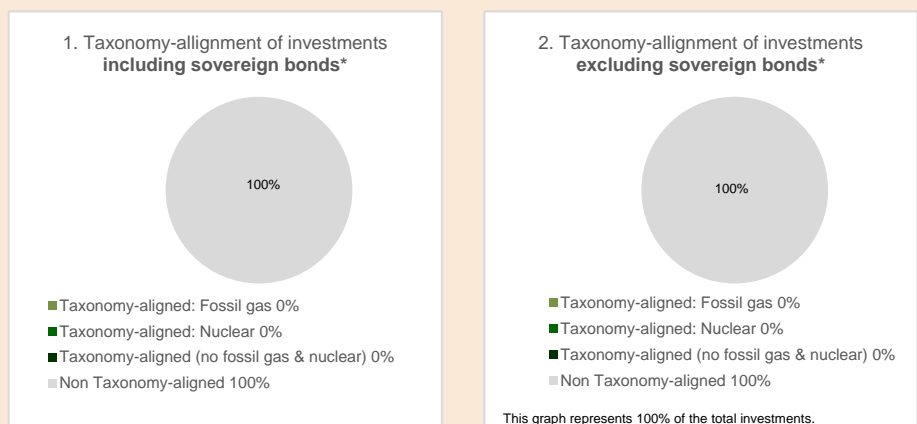 1. Taxonomy-allignment of investments
including sovereign bonds*
100%
Taxonomy-aligned: Fossil gas 0%
Taxonomy-aligned: Nuclear 0%
Taxonomy-aligned (no fossil gas & nuclear) 0%
Non Taxonomy-aligned 100%
2. Taxonomy-allignment of investments
excluding sovereign bonds*
100%
Taxonomy-aligned: Fossil gas 0%
Taxonomy-aligned: Nuclear 0%
Taxonomy-aligned (no fossil gas & nuclear) 0%
Non Taxonomy-aligned 100%
This graph represents 100% of the total investments.